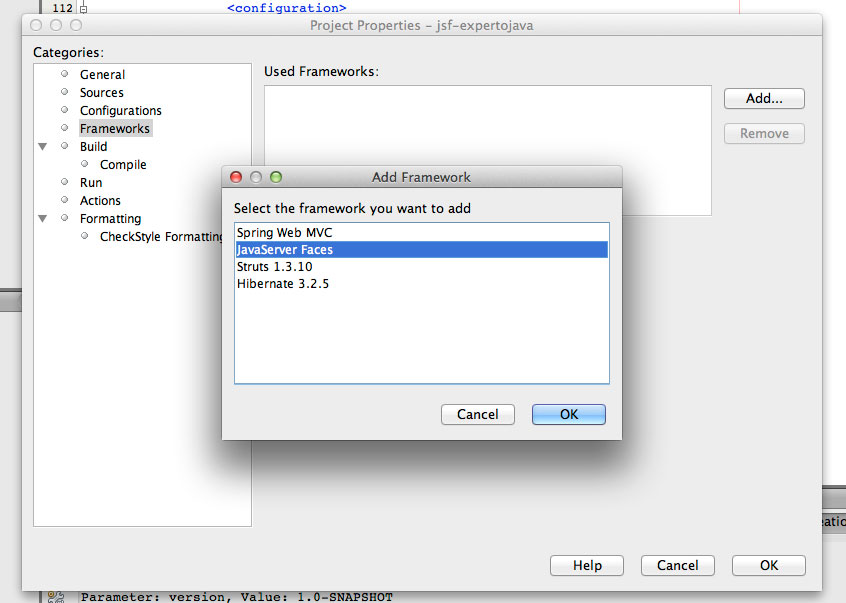 112 <configuration>
Project Properties – jsf-expertojava
Categories:
General
Sources
Configurations
Frameworks
Build
Compile
Run
Actions
Formatting
CheckStyle Formatting
Used Frameworks:
Add...
Remove
Add Framework
Select the framework you want to add
Spring Web MVC
JavaServer Faces
Struts 1.3.10
Hibernate 3.2.5
Cancel
OK
Help
Cancel
OK
Parameter: version, Value: 1.0-SNAPSHOT